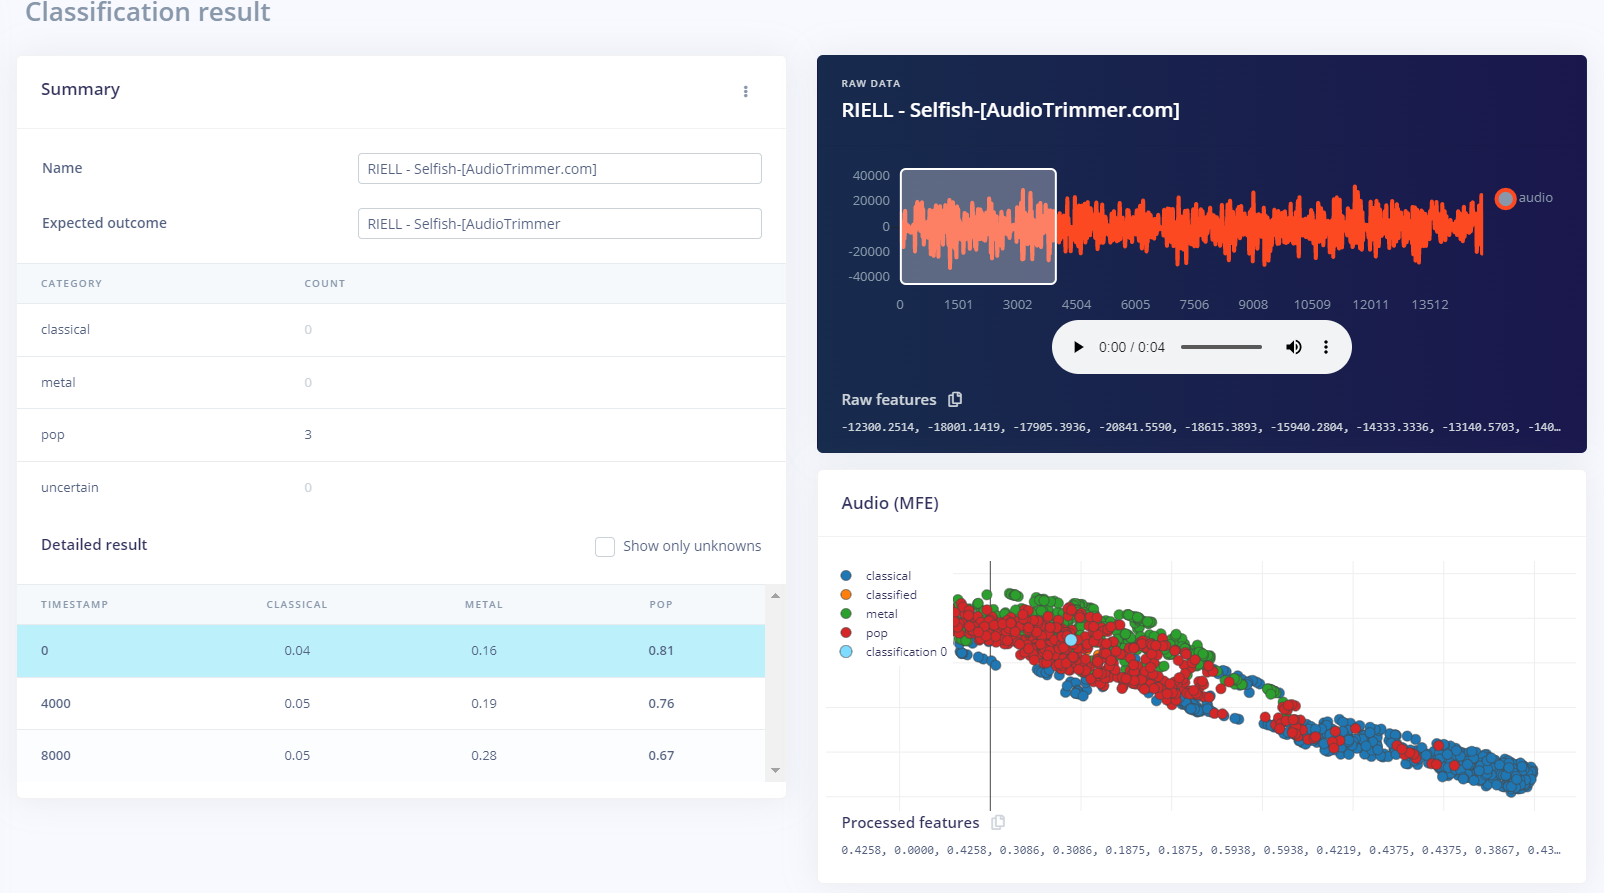 Classification result
Summary
Name
RIELL - Selfish-[AudioTrimmer.com]
Expected outcome
RIELL - Selfish-[AudioTrimmer
CATEGORY COUNT
classical 0
metal 0
pop 3
uncertain 0
Detailed result
Show only unknowns
TIMESTAMP CLASSICAL METAL POP
0 0.04 0.16 0.81
4000 0.05 0.19 0.76
8000 0.05 0.28 0.67
RAW DATA
RIELL - Selfish-[AudioTrimmer.com]
40000
20000
0
-20000
-40000
0 1501 3002 4504 6005 7506 9008 10509 12011 13512
audio
0:00 / 0:04
Raw features
-12300.2514, -18001.1419, -17905.3936, -20841.5590, -18615.3893, -15940.2804, -14333.3336, -13140.5703, -140…
Audio (MFE)
classical
classified
metal
pop
classification 0
Processed features
0.4258, 0.0000, 0.4258, 0.3086, 0.3086, 0.1875, 0.1875, 0.5938, 0.5938, 0.4219, 0.4375, 0.4375, 0.3867, 0.43…